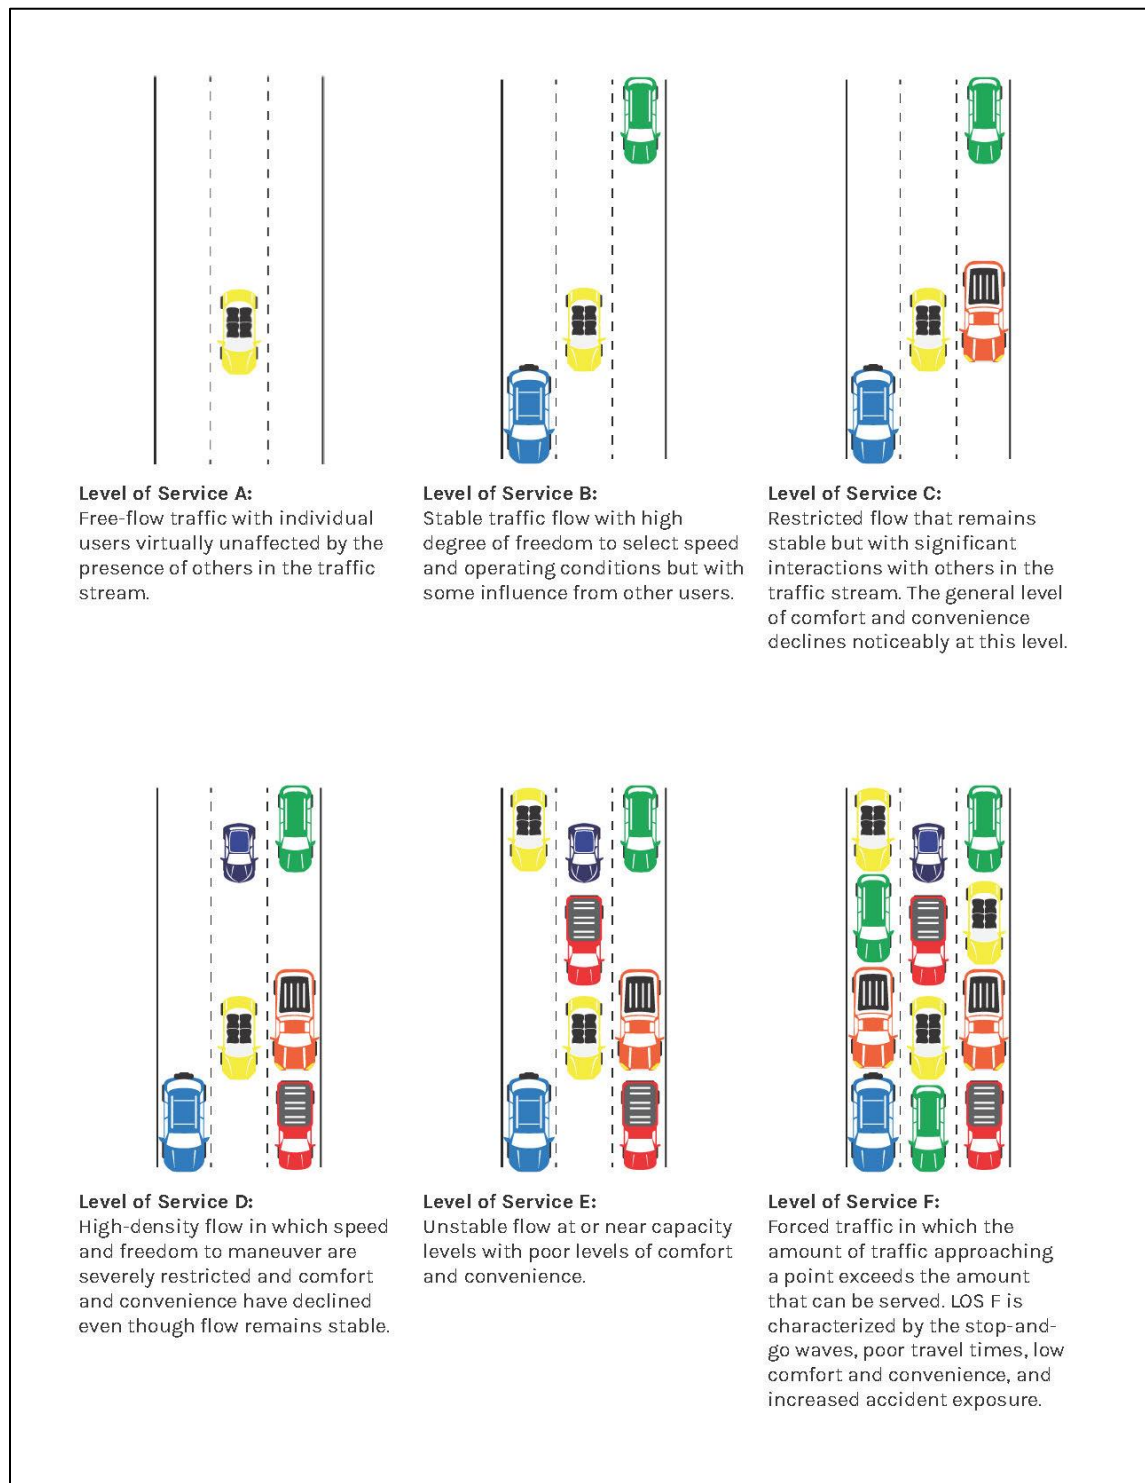 Level of Service A:
Free-flow traffic with individual
users virtually unaffected by the
presence of others in the traffic
stream.
Level of Service B:
Stable traffic flow with high
degree of freedom to select speed
and operating conditions but with
some influence from other users.
Level of Service C:
Restricted flow that remains
stable but with significant
interactions with others in the
traffic stream. The general level
of comfort and convenience
declines noticeably at this level.
Level of Service D:
High-density flow in which speed
and freedom to maneuver are
severely restricted and comfort
and convenience have declined
even though flow remains stable.
Level of Service E:
Unstable flow at or near capacity
levels with poor levels of comfort
and convenience.
Level of Service F:
Forced traffic in which the
amount of traffic approaching
a point exceeds the amount
that can be served. LOS F is
characterized by the stop-and-
go waves, poor travel times, low
comfort and convenience, and
increased accident exposure.